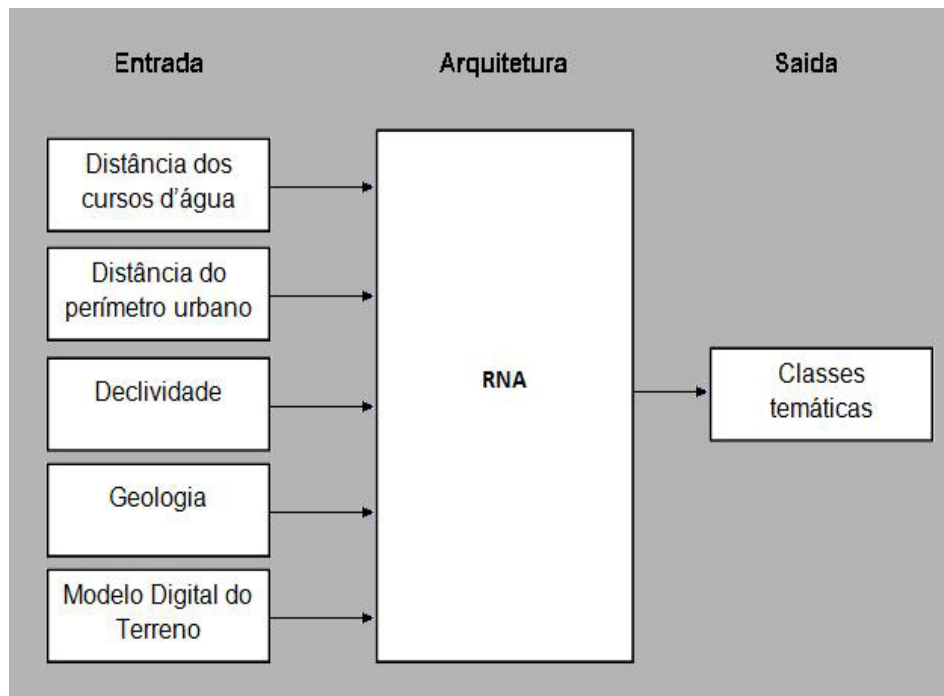 Entrada
Arquitetura
Saida
Distância dos
cursos d'água
Distância do
perímetro urbano
Declividade
Geologia
Modelo Digital do
Terreno
RNA
Classes
temáticas